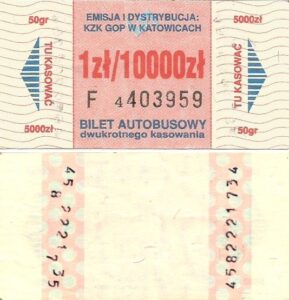 50gr
5000zł
EMISJA I DYSTRYBUCJA:
KZK GOP W KATOWICACH
TU KASOWAĆ
1zł/10000zł
F 4403959
TU KASOWAĆ
BILET AUTOBUSOWY
dwukrotnego kasowania
5000zł
50gr
458221735
4582221734